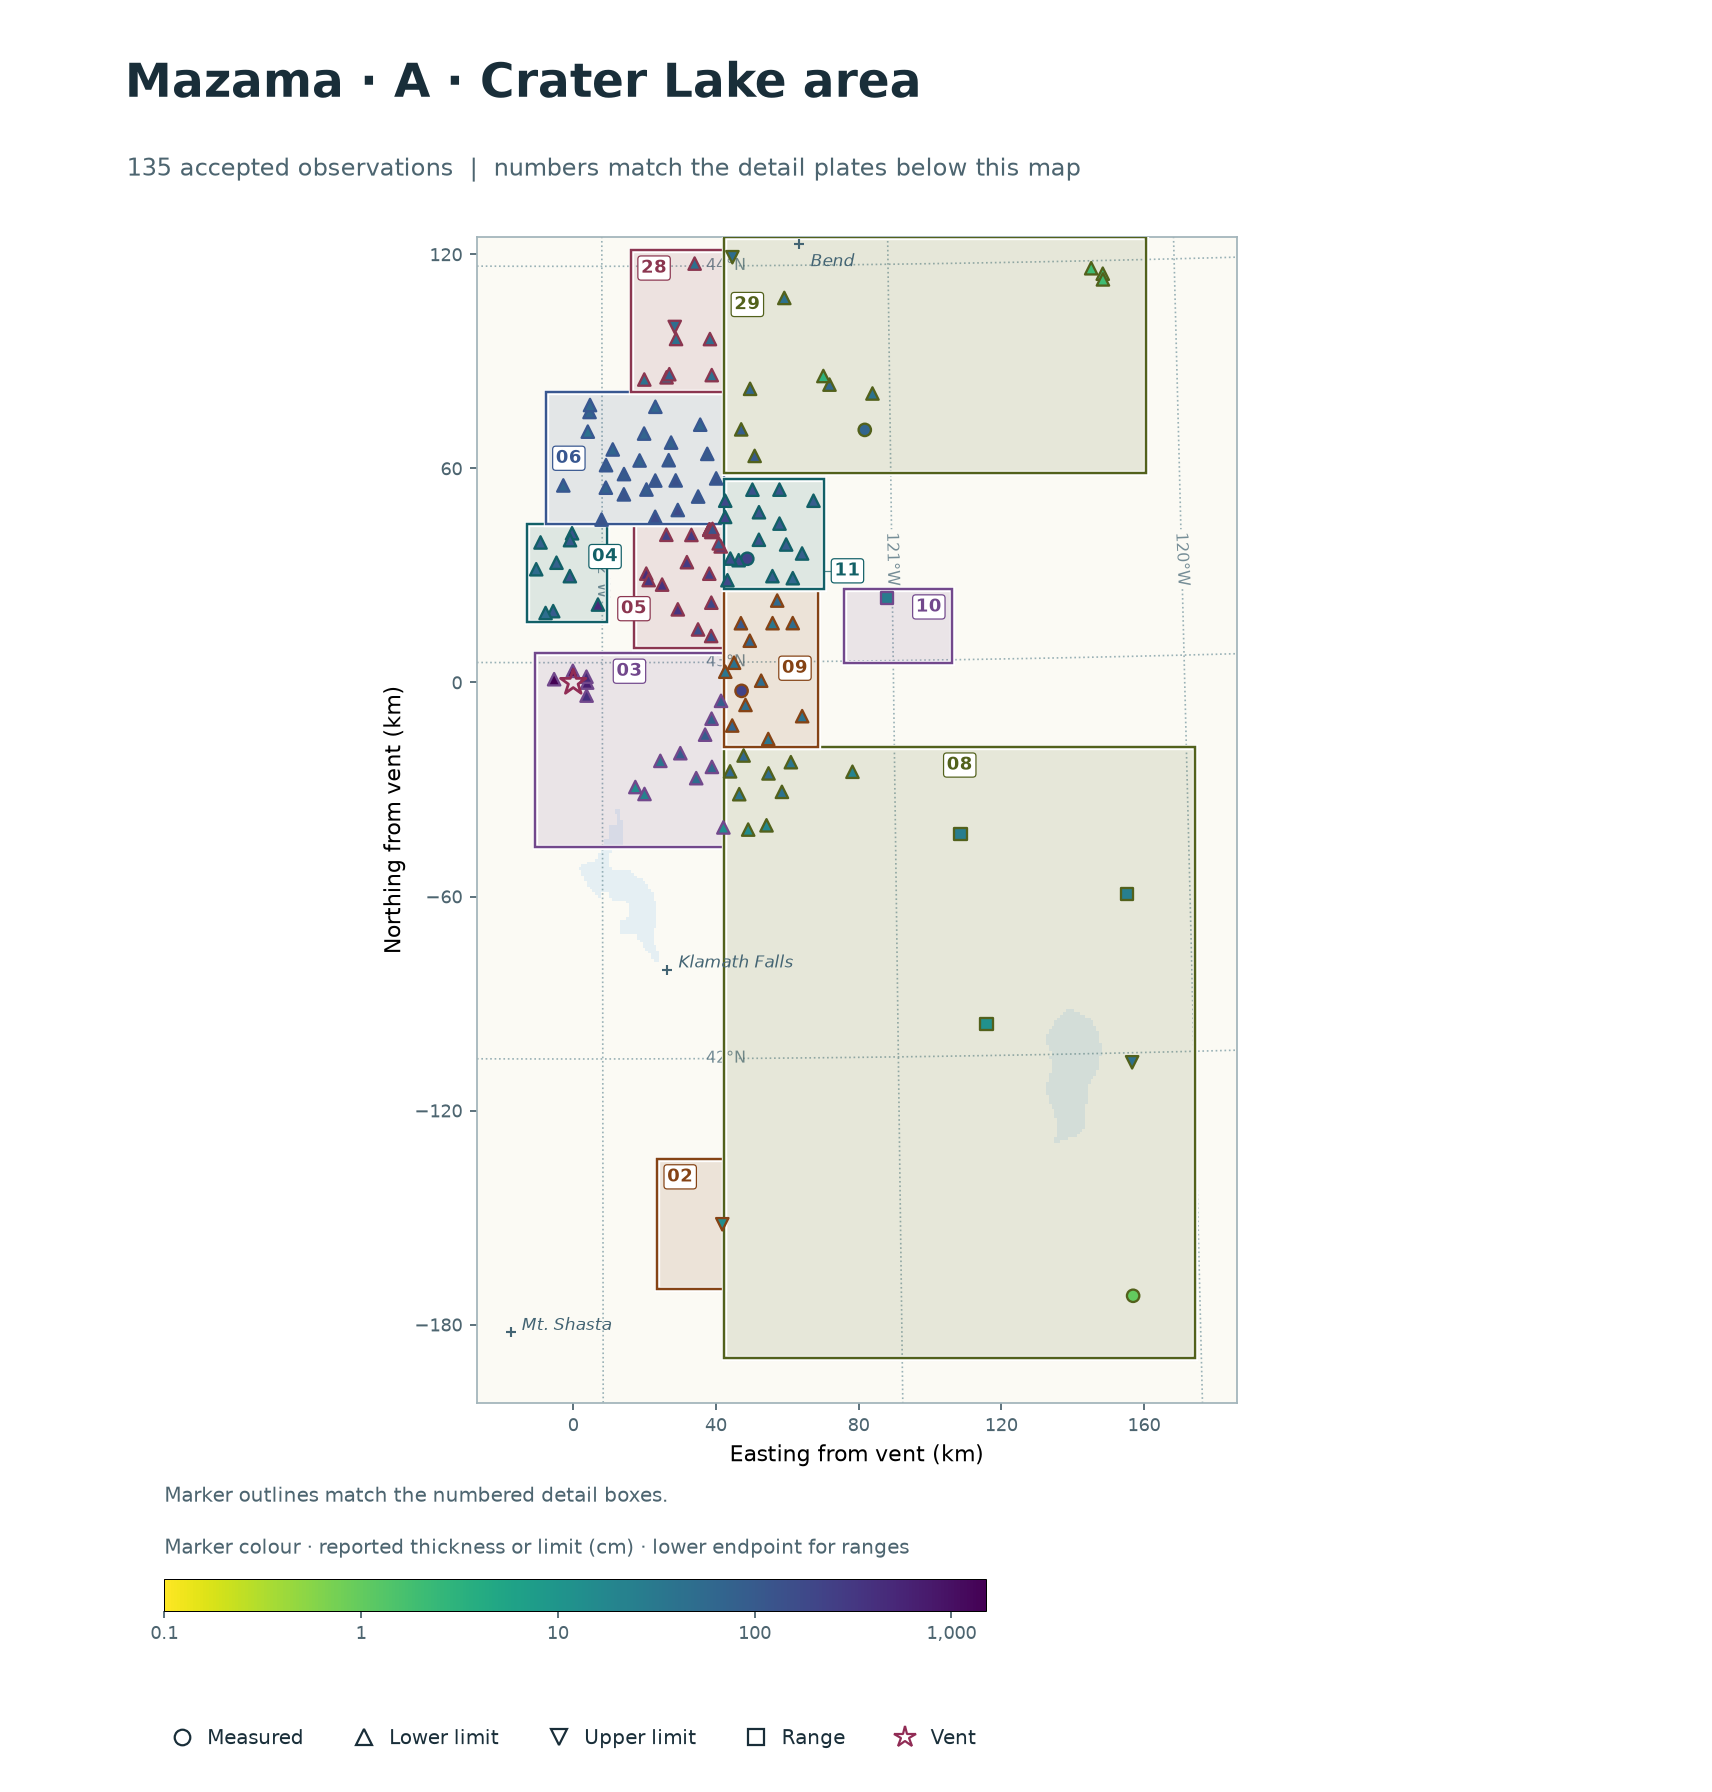 Mazama · A · Crater Lake area
135 accepted observations | numbers match the detail plates below this map
120
60
0
−60
−120
−180
Northing from vent (km)
28
44°N
Bend
29
06
04
05
11
121°W
120°W
10
03
43°N
09
08
Klamath Falls
42°N
02
Mt. Shasta
0
40
80
120
160
Easting from vent (km)
Marker outlines match the numbered detail boxes.
Marker colour · reported thickness or limit (cm) · lower endpoint for ranges
0.1
1
10
100
1,000
Measured
Lower limit
Upper limit
Range
Vent